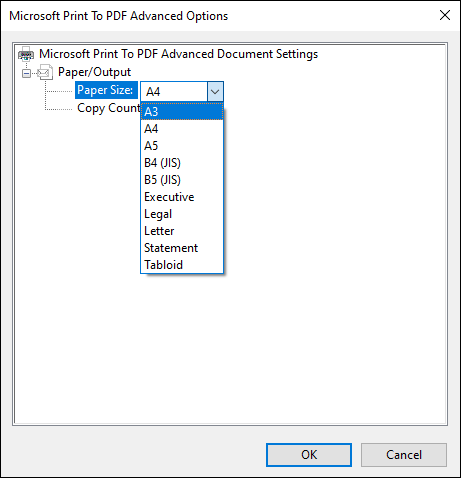 Microsoft Print To PDF Advanced Options
Microsoft Print To PDF Advanced Document Settings
Paper/Output
Paper Size: A4
Copy Count
A3
A4
A5
B4 (JIS)
B5 (JIS)
Executive
Legal
Letter
Statement
Tabloid
OK Cancel